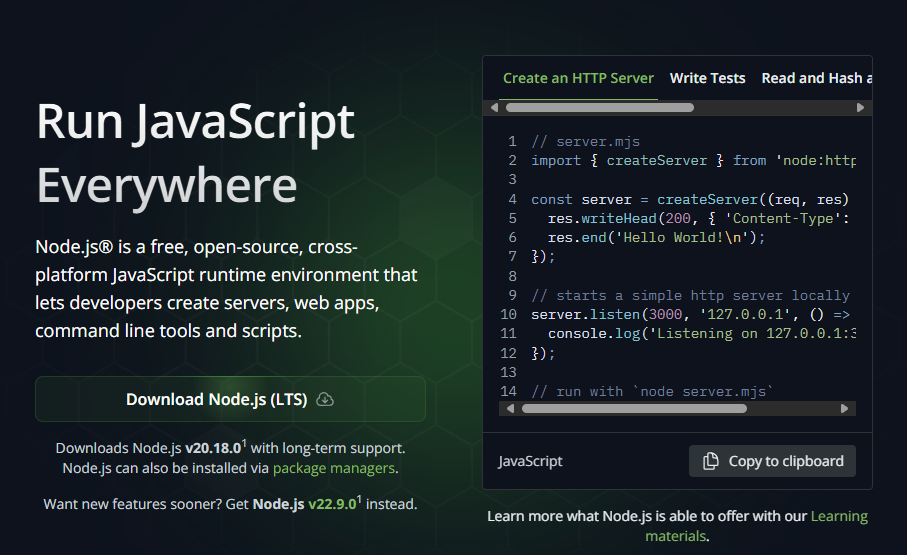 Run JavaScript
Everywhere
Node.js® is a free, open-source, cross-
platform JavaScript runtime environment that
lets developers create servers, web apps,
command line tools and scripts.
Download Node.js (LTS)
Downloads Node.js v20.18.0¹ with long-term support.
Node.js can also be installed via package managers.
Want new features sooner? Get Node.js v22.9.0¹ instead.
Create an HTTP Server Write Tests Read and Hash a
1 // server.mjs
2 import { createServer } from 'node:http
3
4 const server = createServer((req, res)
5   res.writeHead(200, { 'Content-Type':
6   res.end('Hello World!\n');
7 });
8
9 // starts a simple http server locally
10 server.listen(3000, '127.0.0.1', () =>
11   console.log('Listening on 127.0.0.1:3
12 });
13
14 // run with `node server.mjs`
JavaScript Copy to clipboard
Learn more what Node.js is able to offer with our Learning
materials.